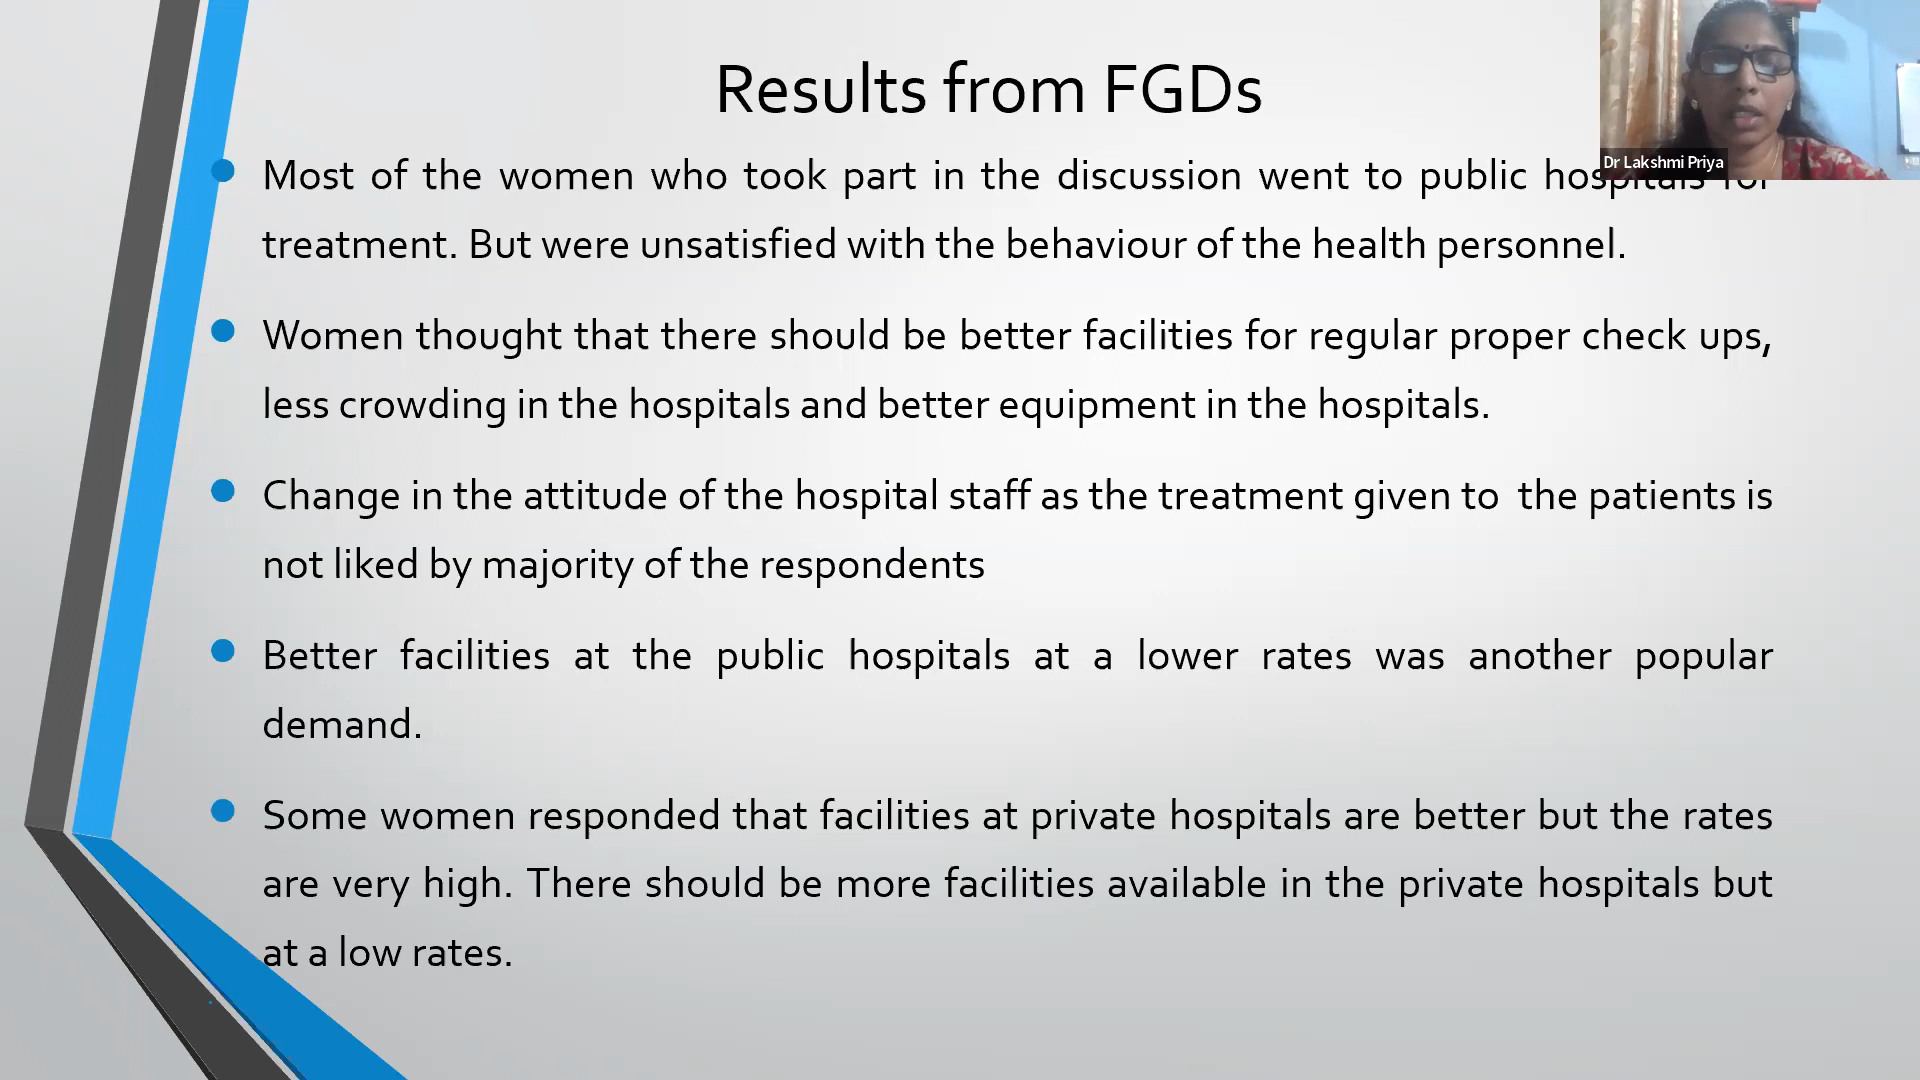 Results from FGDs
Dr Lakshmi Priya
Most of the women who took part in the discussion went to public hospitals for
treatment. But were unsatisfied with the behaviour of the health personnel.
Women thought that there should be better facilities for regular proper check ups,
less crowding in the hospitals and better equipment in the hospitals.
Change in the attitude of the hospital staff as the treatment given to the patients is
not liked by majority of the respondents
Better facilities at the public hospitals at a lower rates was another popular
demand.
Some women responded that facilities at private hospitals are better but the rates
are very high. There should be more facilities available in the private hospitals but
at a low rates.